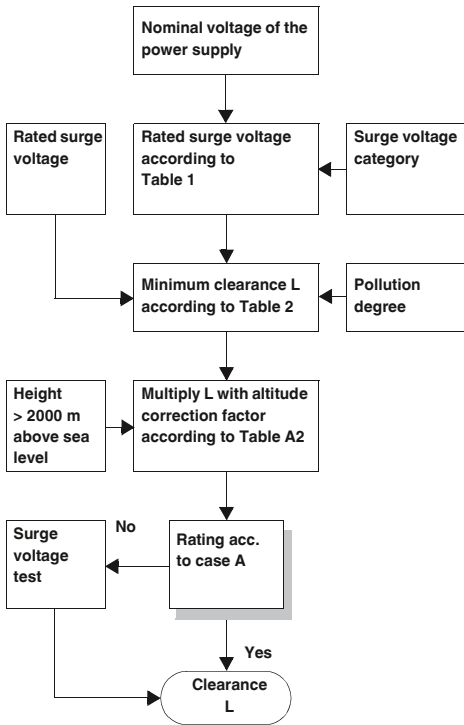 Nominal voltage of the
power supply
Rated surge
voltage
Rated surge voltage
according to
Table 1
Surge voltage
category
Minimum clearance L
according to Table 2
Pollution
degree
Height
> 2000 m
above sea
level
Multiply L with altitude
correction factor
according to Table A2
No
Surge
voltage
test
Rating acc.
to case A
Yes
Clearance
L